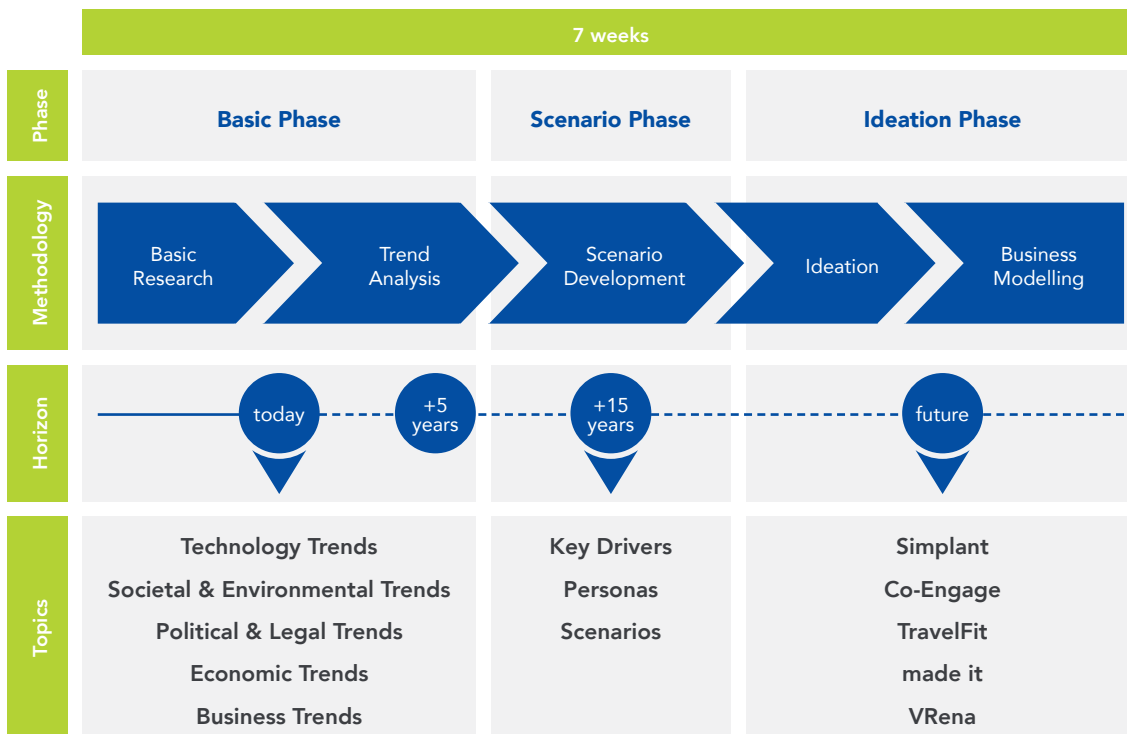 7 weeks
Phase
Basic Phase
Scenario Phase
Ideation Phase
Methodology
Basic
Research
Trend
Analysis
Scenario
Development
Ideation
Business
Modelling
Horizon
today
+5
years
+15
years
future
Topics
Technology Trends
Societal & Environmental Trends
Political & Legal Trends
Economic Trends
Business Trends
Key Drivers
Personas
Scenarios
Simplant
Co-Engage
TravelFit
made it
VRena